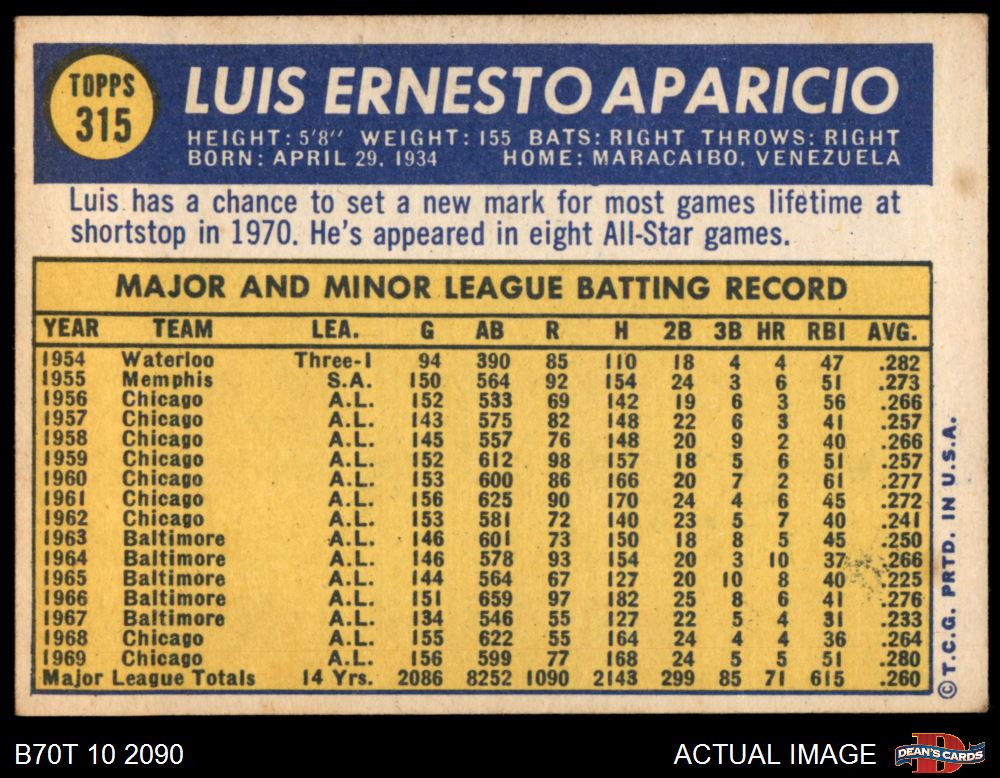 TOPPS
315
LUIS ERNESTO APARICIO
HEIGHT: 5'8" WEIGHT: 155 BATS: RIGHT THROWS: RIGHT
BORN: APRIL 29, 1934 HOME: MARACAIBO, VENEZUELA
Luis has a chance to set a new mark for most games lifetime at
shortstop in 1970. He's appeared in eight All-Star games.
MAJOR AND MINOR LEAGUE BATTING RECORD
YEAR TEAM LEA. G AB R H 2B 3B HR RBI AVG.
1954 Waterloo Three-I 94 390 85 110 18 4 4 47 .282
1955 Memphis S.A. 150 564 92 154 24 3 6 51 .273
1956 Chicago A.L. 152 533 69 142 19 6 3 56 .266
1957 Chicago A.L. 143 575 82 148 22 6 3 41 .257
1958 Chicago A.L. 145 557 76 148 20 9 2 40 .266
1959 Chicago A.L. 152 612 98 157 18 5 6 51 .257
1960 Chicago A.L. 153 600 86 166 20 7 2 61 .277
1961 Chicago A.L. 156 625 90 170 24 4 6 45 .272
1962 Chicago A.L. 153 581 72 140 23 5 7 40 .241
1963 Baltimore A.L. 146 601 73 150 18 8 5 45 .250
1964 Baltimore A.L. 146 578 93 154 20 3 10 37 .266
1965 Baltimore A.L. 144 564 67 127 20 10 8 40 .225
1966 Baltimore A.L. 151 659 97 182 25 8 6 41 .276
1967 Baltimore A.L. 134 546 55 127 22 5 4 31 .233
1968 Chicago A.L. 155 622 55 164 24 4 4 36 .264
1969 Chicago A.L. 156 599 77 168 24 5 5 51 .280
Major League Totals 14 Yrs. 2086 8252 1090 2143 299 85 71 615 .260
© T.C.G. PRTD. IN U.S.A.
B70T 10 2090
ACTUAL IMAGE
DEAN'S CARDS